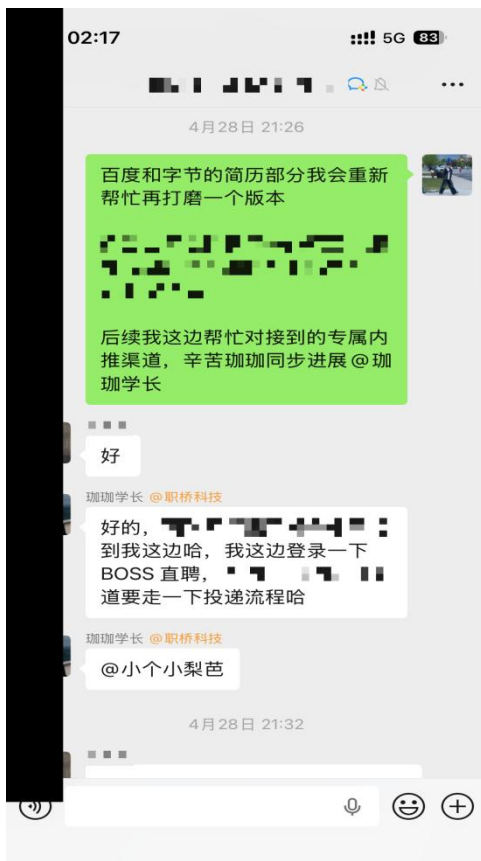 02:17
5G 83
4月28日 21:26
百度和字节的简历部分我会重新
帮忙再打磨一个版本
后续我这边帮忙对接到的专属内
推渠道，辛苦珈珈同步进展@珈
珈学长
好
珈珈学长 @职桥科技
好的，
到我这边哈，我这边登录一下
BOSS 直聘，
道要走一下投递流程哈
珈珈学长 @职桥科技
@小个小梨芭
4月28日 21:32